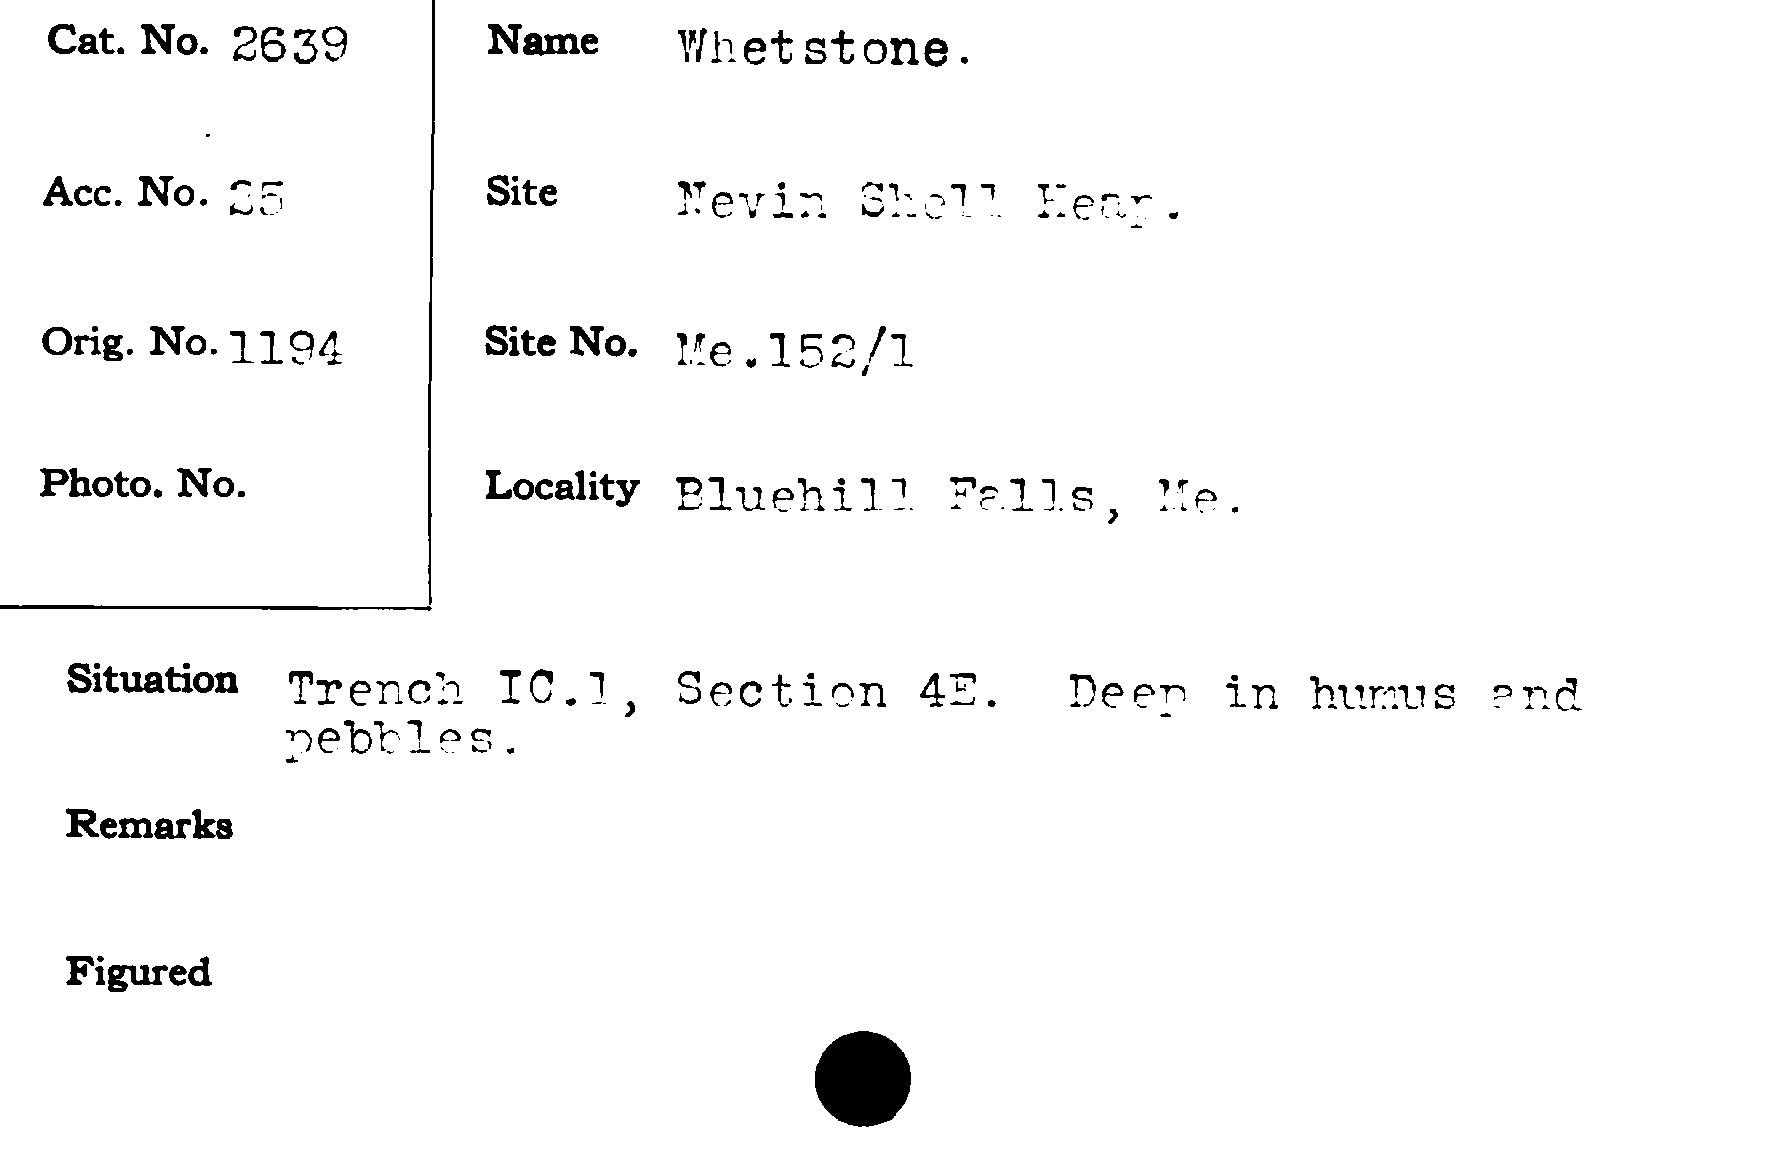 Cat. No. 2639
Name Whetstone.
Acc. No. 25
Site Nevin Shell Heap.
Orig. No. 1194
Site No. Me.152/1
Photo. No.
Locality Bluehill Falls, Me.
Situation Trench IC.1, Section 4E. Deep in humus and
pebbles.
Remarks
Figured